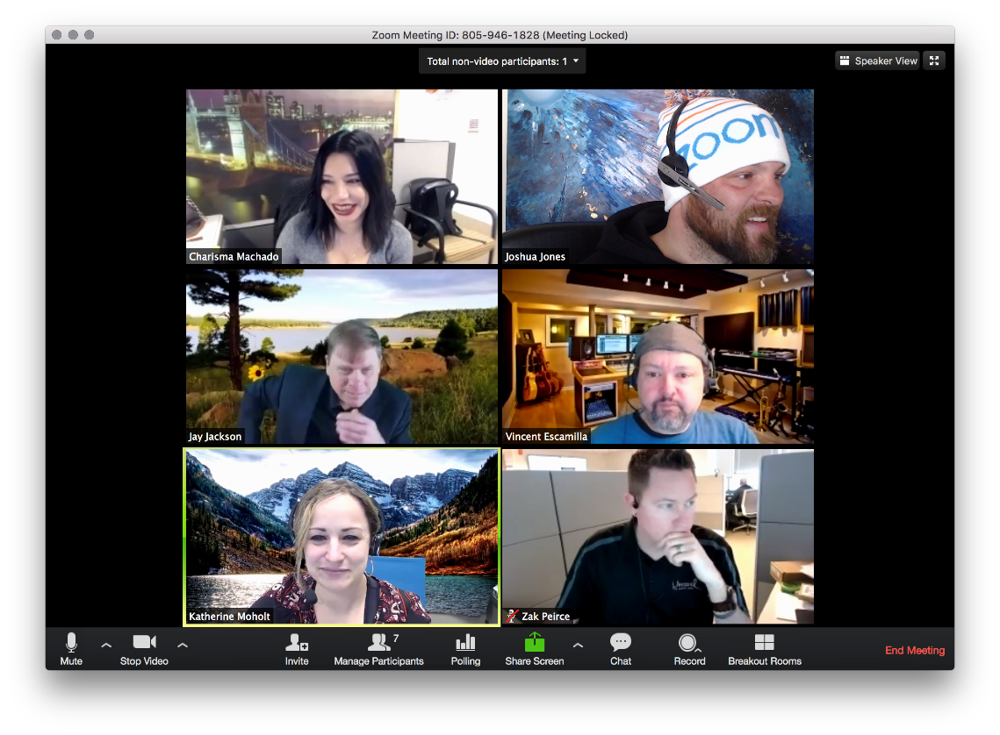 Zoom Meeting ID: 805-946-1828 (Meeting Locked)
Total non-video participants: 1
Speaker View
zoom
Charisma Machado
Joshua Jones
Jay Jackson
Vincent Escamilla
Katherine Moholt
Zak Peirce
7
Mute
Stop Video
Invite
Manage Participants
Polling
Share Screen
Chat
Record
Breakout Rooms
End Meeting